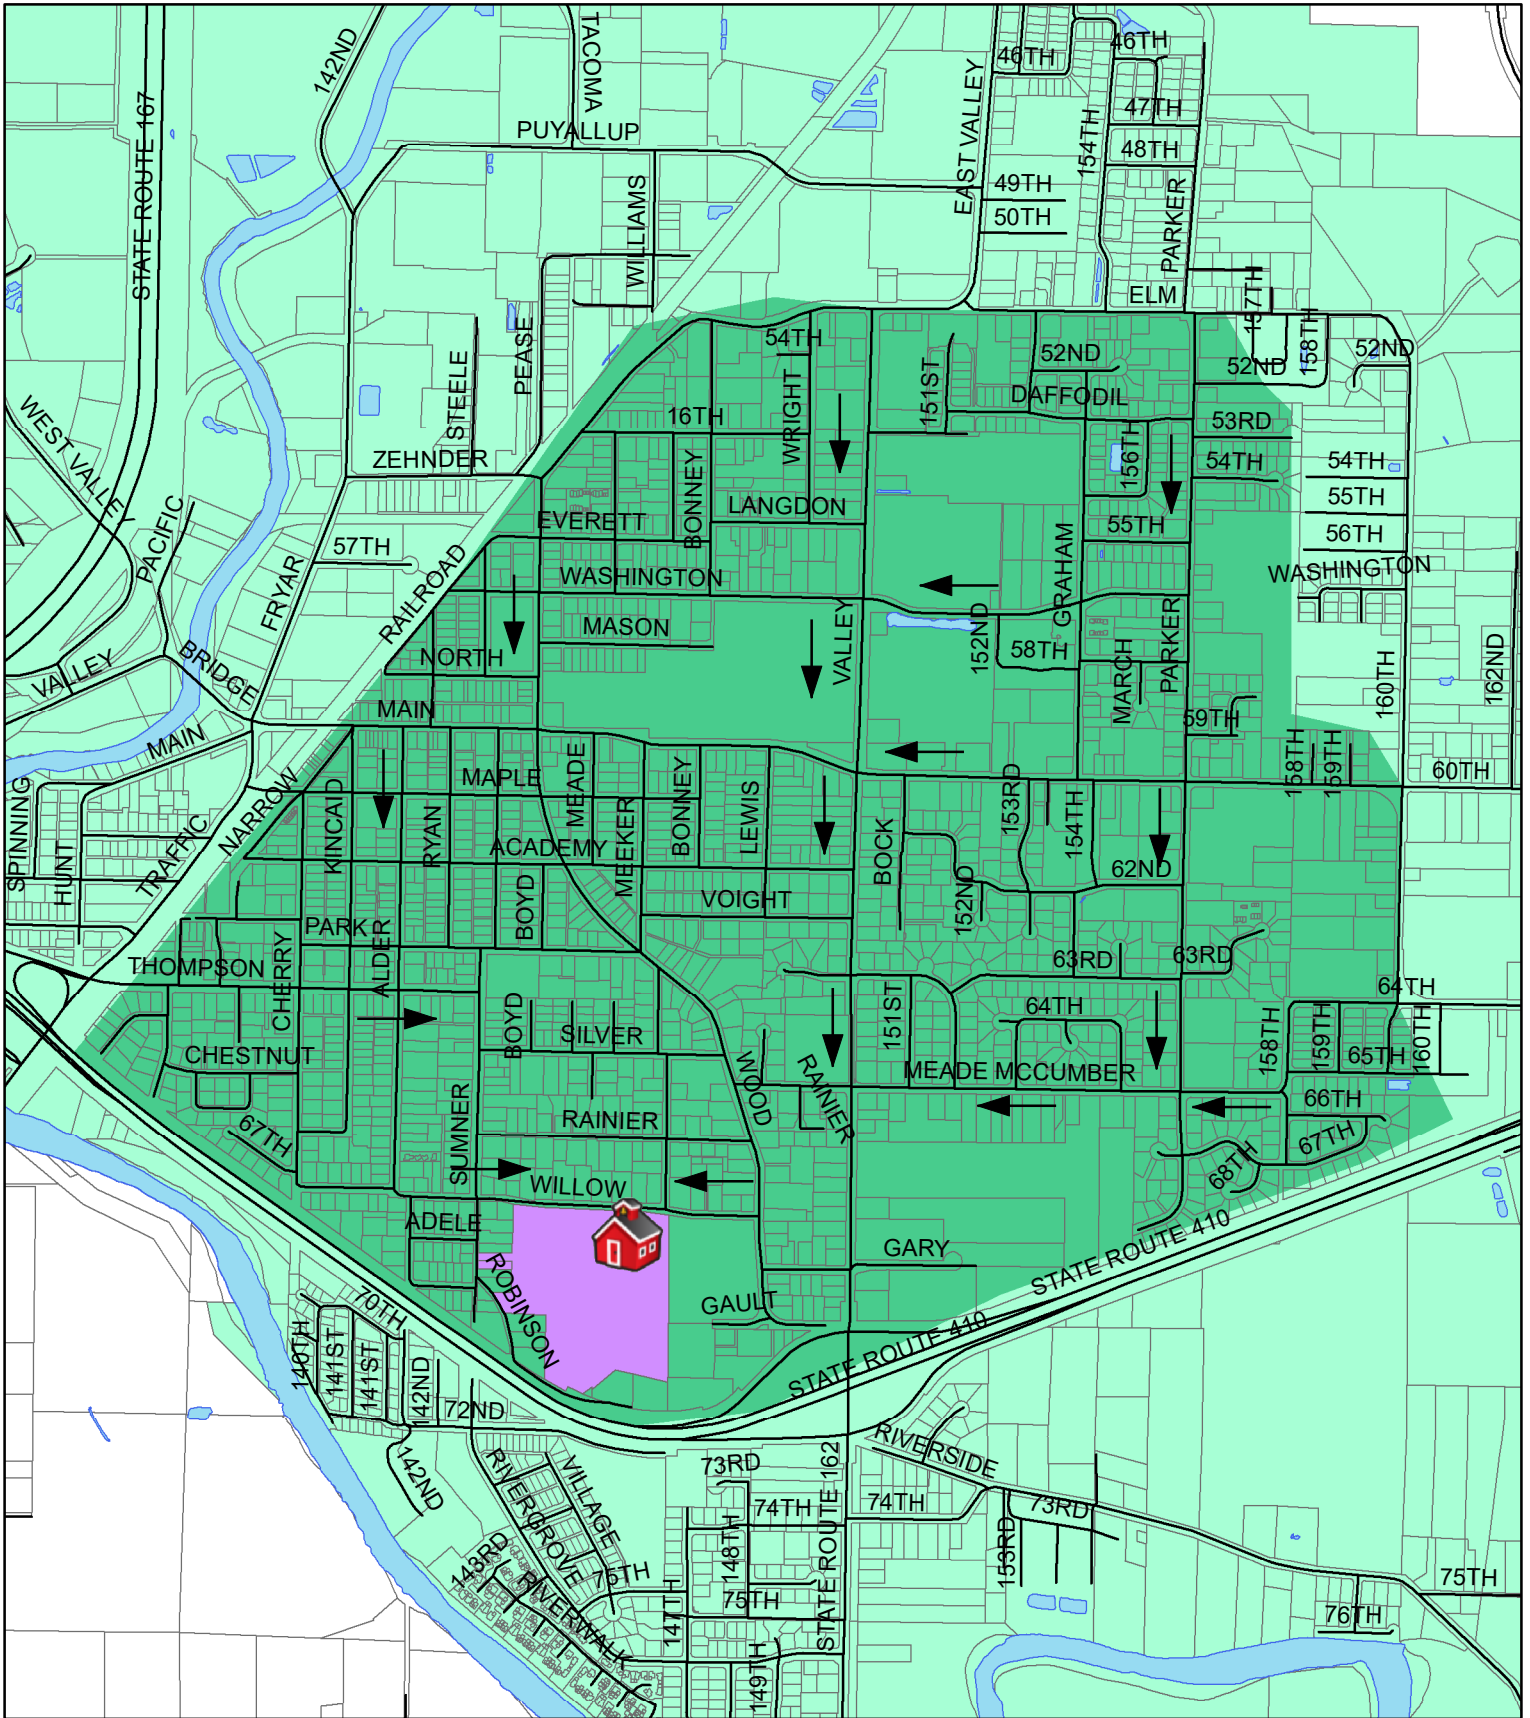 142ND
TACOMA
46TH
46TH
STATE ROUTE 167
PUYALLUP
EAST VALLEY
154TH
47TH
48TH
49TH
50TH
WILLIAMS
PARKER
ELM
157TH
158TH
52ND
STEELE
PEASE
54TH
52ND
52ND
WRIGHT
151ST
DAFFODIL
16TH
53RD
WEST VALLEY
ZEHNDER
BONNEY
156TH
54TH
54TH
LANGDON
55TH
EVERETT
55TH
56TH
PACIFIC
57TH
RAILROAD
FRYAR
WASHINGTON
GRAHAM
WASHINGTON
MASON
VALLEY
152ND
58TH
MARCH
PARKER
NORTH
BRIDGE
VALLEY
160TH
162ND
MAIN
59TH
MAIN
MEADE
158TH
159TH
60TH
SPINNING
NARROW
MAPLE
BONNEY
LEWIS
153RD
154TH
HUNT
TRAFFIC
KINCAID
RYAN
ACADEMY
MEEKER
BOCK
62ND
BOYD
VOIGHT
152ND
PARK
ALDER
THOMPSON
CHERRY
63RD
63RD
64TH
BOYD
SILVER
151ST
64TH
158TH
159TH
160TH
CHESTNUT
WOOD
RAINIER
MEADE MCCUMBER
65TH
66TH
67TH
SUMNER
RAINIER
67TH
68TH
WILLOW
ADELE
ROBINSON
GARY
STATE ROUTE 410
GAULT
70TH
140TH
141ST
141ST
142ND
STATE ROUTE 410
72ND
142ND
RIVERGROVE
VILLAGE
73RD
RIVERSIDE
STATE ROUTE 162
74TH
74TH
73RD
148TH
153RD
143RD
75TH
75TH
75TH
RIVERWALK
147TH
76TH
149TH